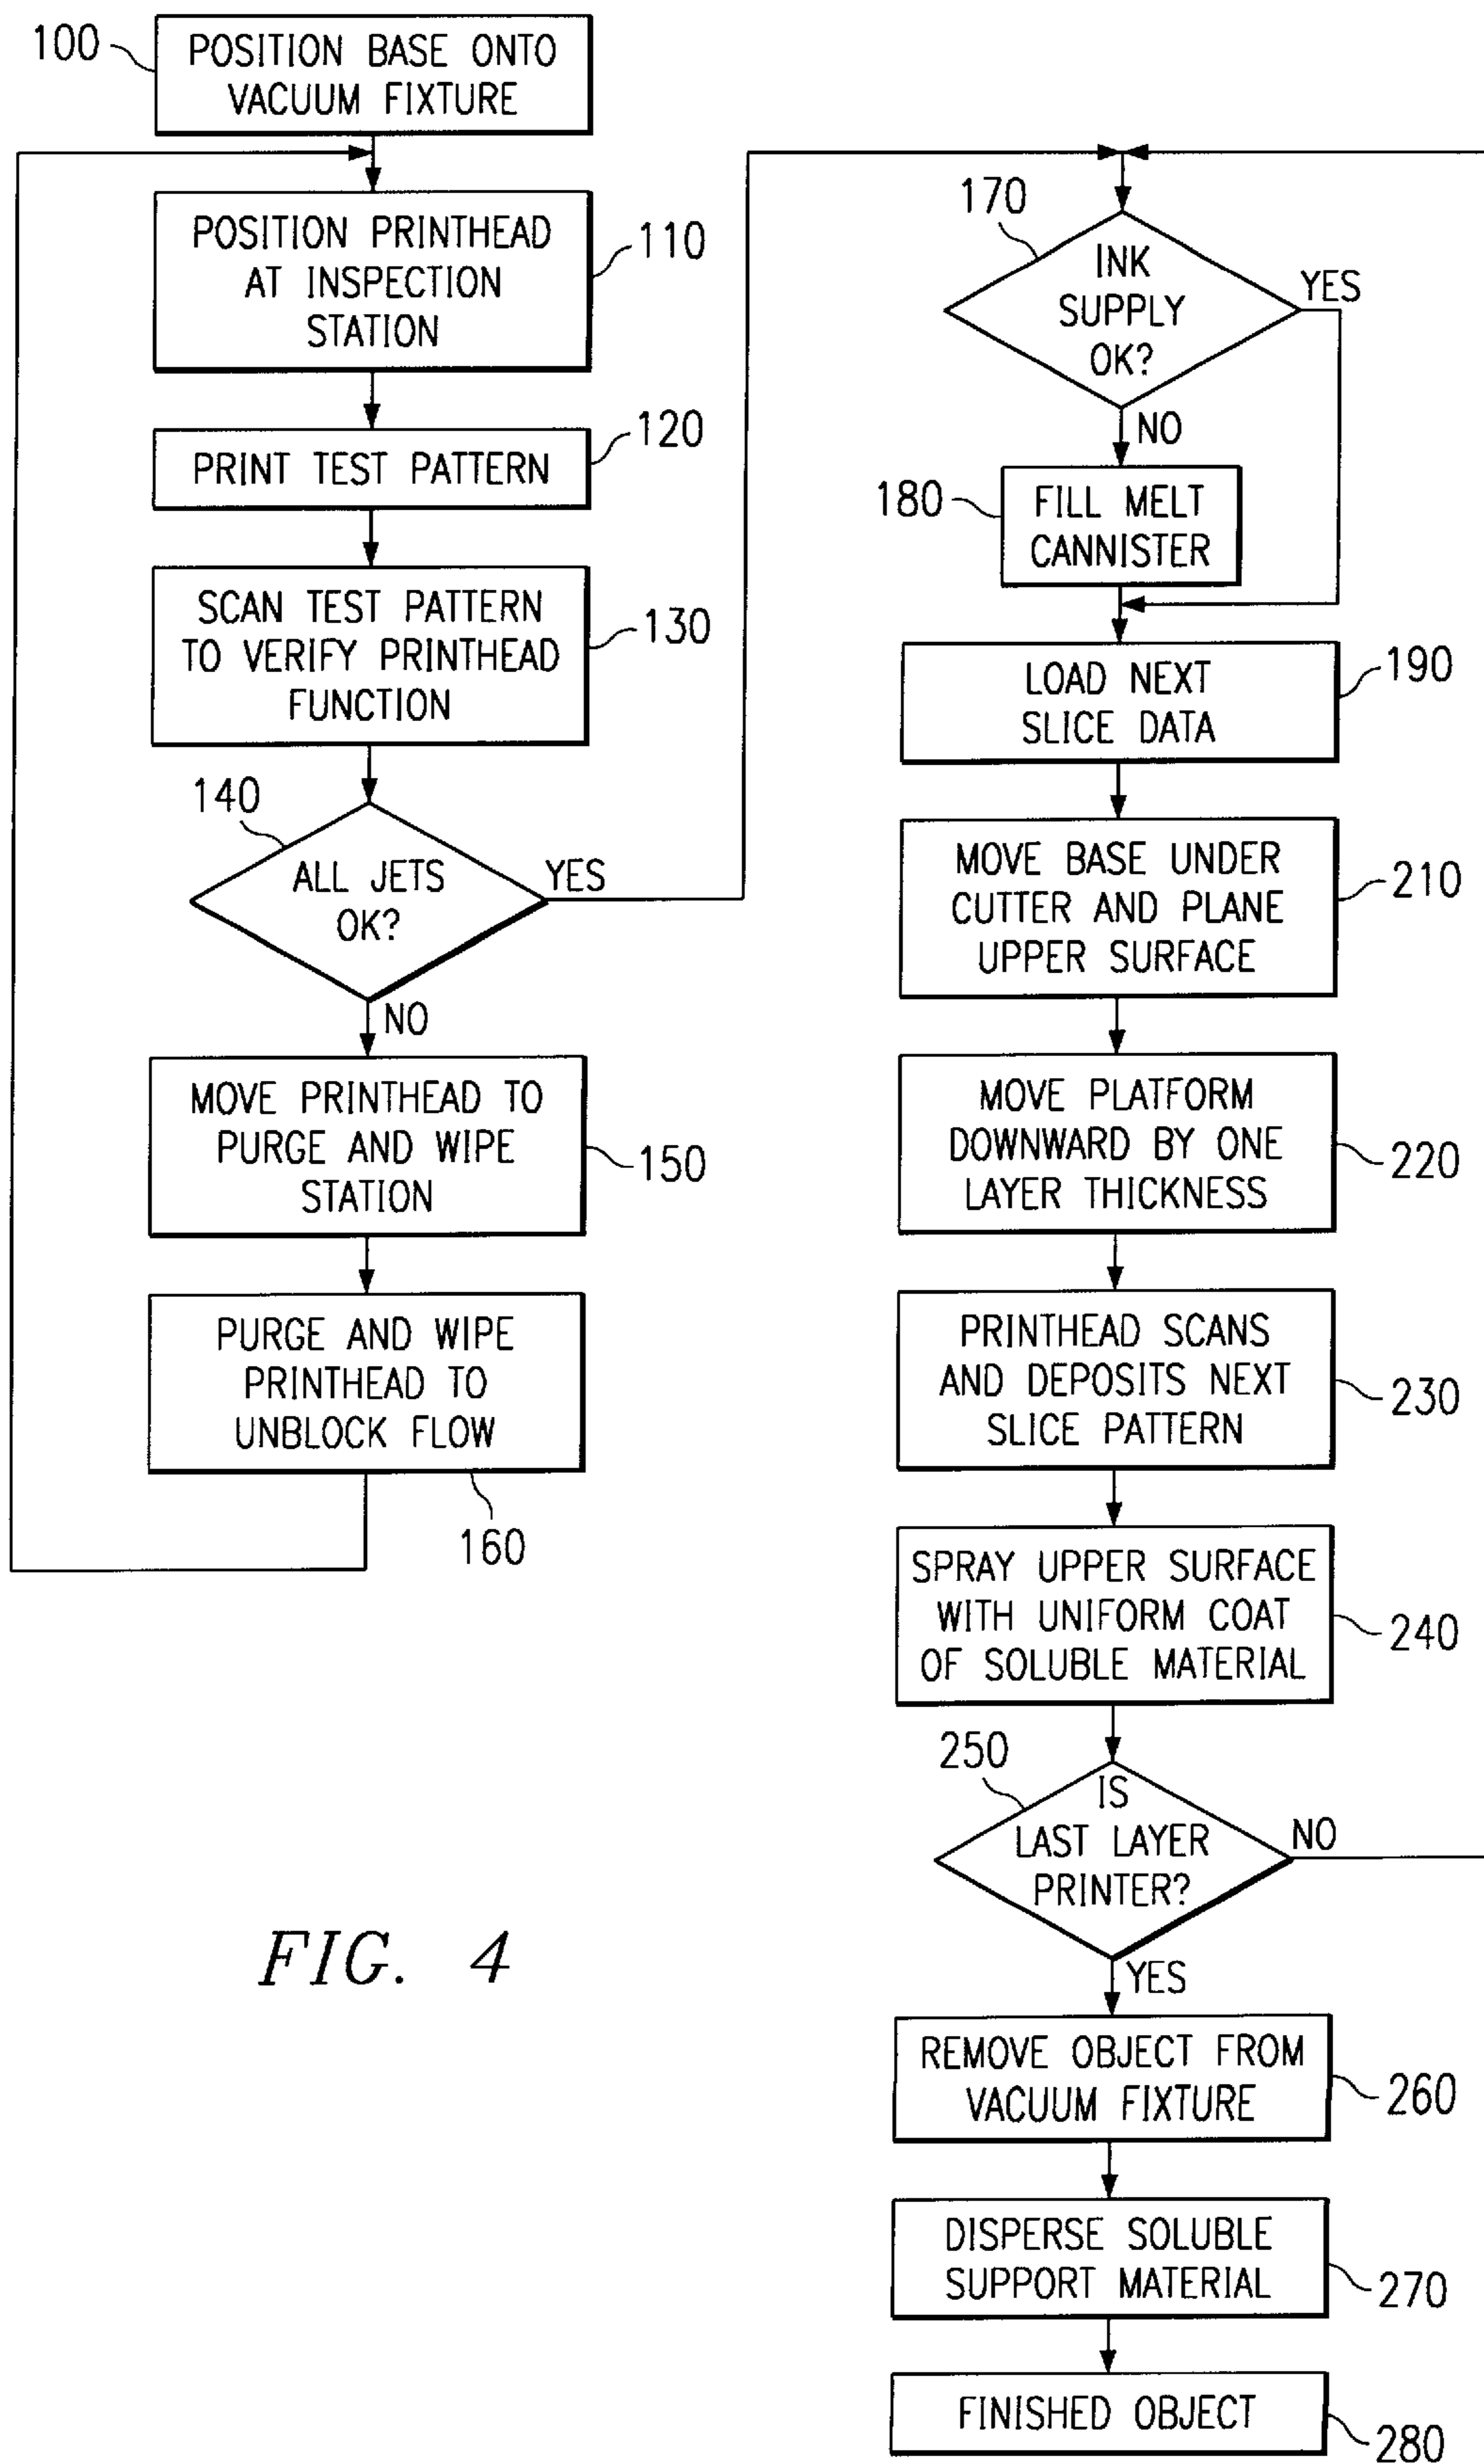 100
POSITION BASE ONTO
VACUUM FIXTURE
POSITION PRINTHEAD
AT INSPECTION
STATION
110
PRINT TEST PATTERN
120
SCAN TEST PATTERN
TO VERIFY PRINTHEAD
FUNCTION
130
140
ALL JETS
OK?
YES
NO
MOVE PRINTHEAD TO
PURGE AND WIPE
STATION
150
PURGE AND WIPE
PRINTHEAD TO
UNBLOCK FLOW
160
170
INK
SUPPLY
OK?
YES
NO
180
FILL MELT
CANNISTER
LOAD NEXT
SLICE DATA
190
MOVE BASE UNDER
CUTTER AND PLANE
UPPER SURFACE
210
MOVE PLATFORM
DOWNWARD BY ONE
LAYER THICKNESS
220
PRINTHEAD SCANS
AND DEPOSITS NEXT
SLICE PATTERN
230
SPRAY UPPER SURFACE
WITH UNIFORM COAT
OF SOLUBLE MATERIAL
240
250
IS
LAST LAYER
PRINTER?
NO
YES
REMOVE OBJECT FROM
VACUUM FIXTURE
260
DISPERSE SOLUBLE
SUPPORT MATERIAL
270
FINISHED OBJECT
280
FIG. 4